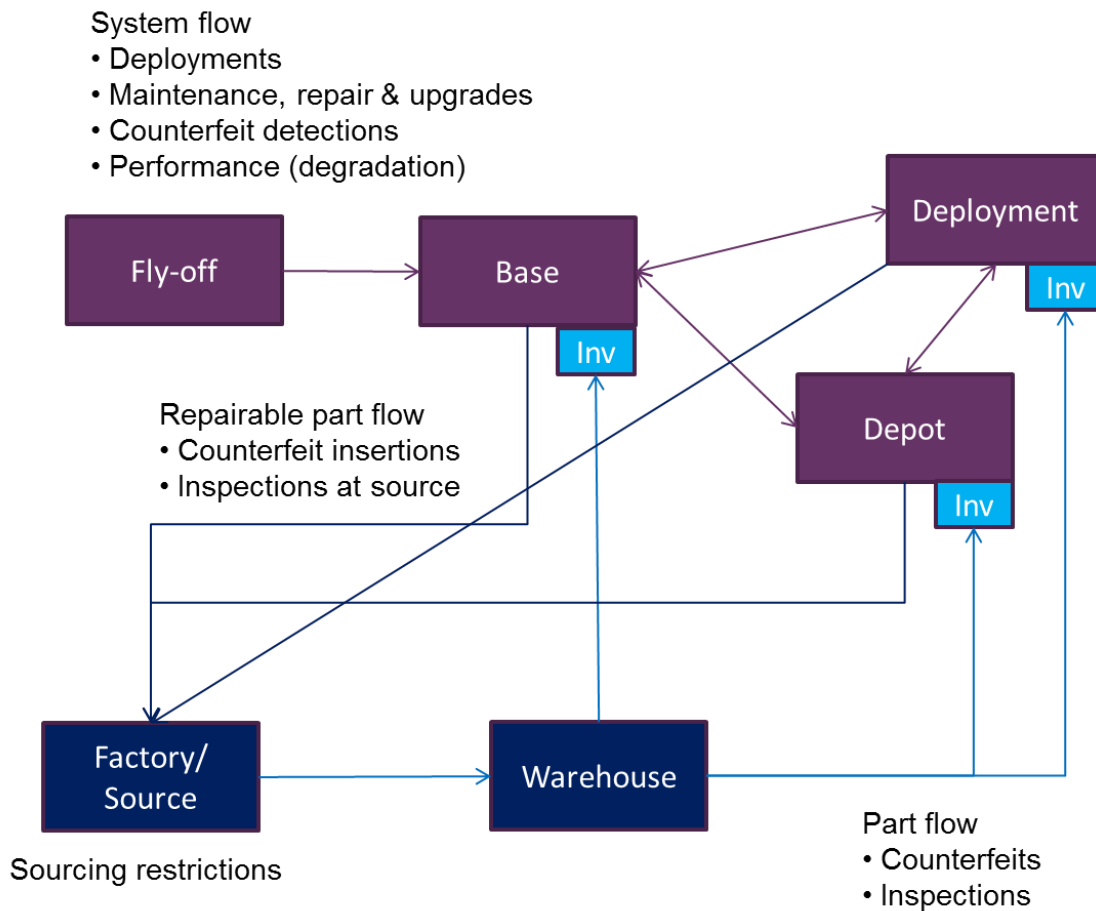 System flow
• Deployments
• Maintenance, repair & upgrades
• Counterfeit detections
• Performance (degradation)
Deployment
Fly-off
Base
Inv
Inv
Repairable part flow
• Counterfeit insertions
• Inspections at source
Depot
Inv
Factory/
Source
Warehouse
Sourcing restrictions
Part flow
• Counterfeits
• Inspections